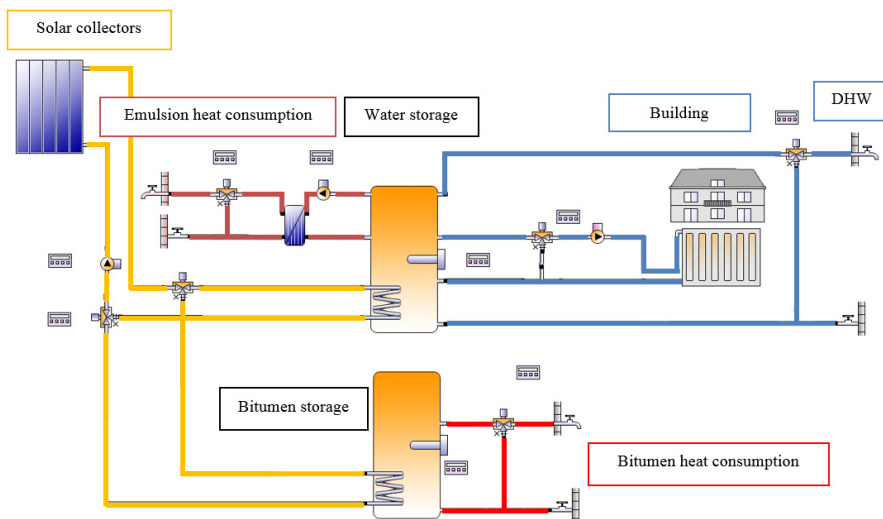 Solar collectors
Emulsion heat consumption
Water storage
Building
DHW
Bitumen storage
Bitumen heat consumption